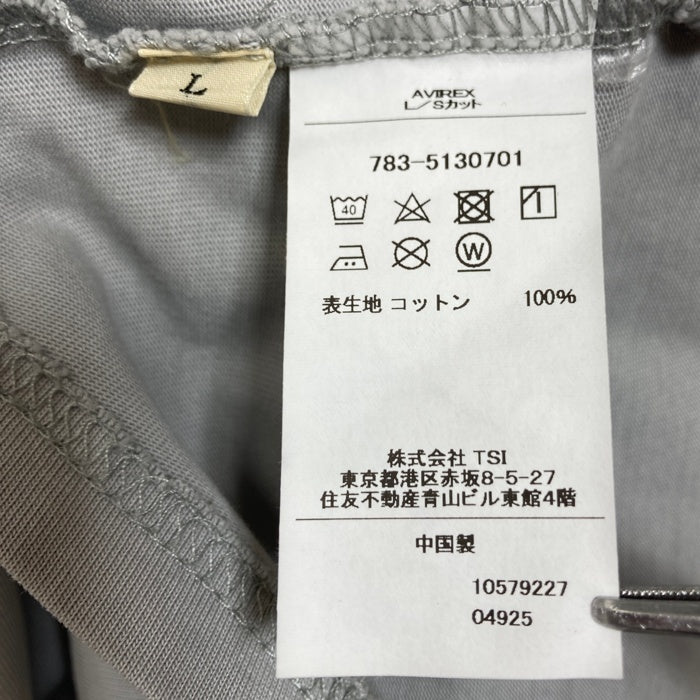 L
AVIREX
L/Sカット
783-5130701
40
W
表生地 コットン 100%
株式会社 TSI
東京都港区赤坂8-5-27
住友不動産青山ビル東館4階
中国製
10579227
04925